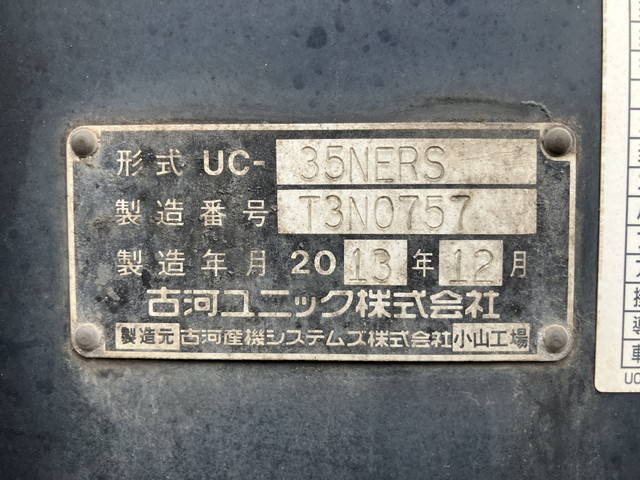 形式 UC-35NERS
製造番号 T3N0757
製造年月 2013年12月
古河ユニック株式会社
製造元 古河産機システムズ株式会社 小山工場
車
UC